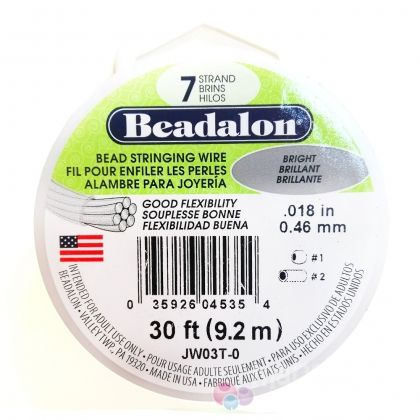 7 STRAND
BRINS
HILOS
Beadalon
BEAD STRINGING WIRE
FIL POUR ENFILER LES PERLES
ALAMBRE PARA JOYERÍA
BRIGHT
BRILLANT
BRILLANTE
GOOD FLEXIBILITY
SOUPLESSE BONNE
FLEXIBILIDAD BUENA
.018 in
0.46 mm
#1
#2
0 35926 04535 4
30 ft (9.2 m)
JW03T-0
INTENDED FOR ADULT USE ONLY - POUR USAGE ADULTE SEULEMENT - PARA USO EXCLUSIVO DE ADULTOS
BEADALON - VALLEY TWP, PA 19320 - MADE IN USA - FABRIQUÉ AUX ÉTATS-UNIS - HECHO EN ESTADOS UNIDOS